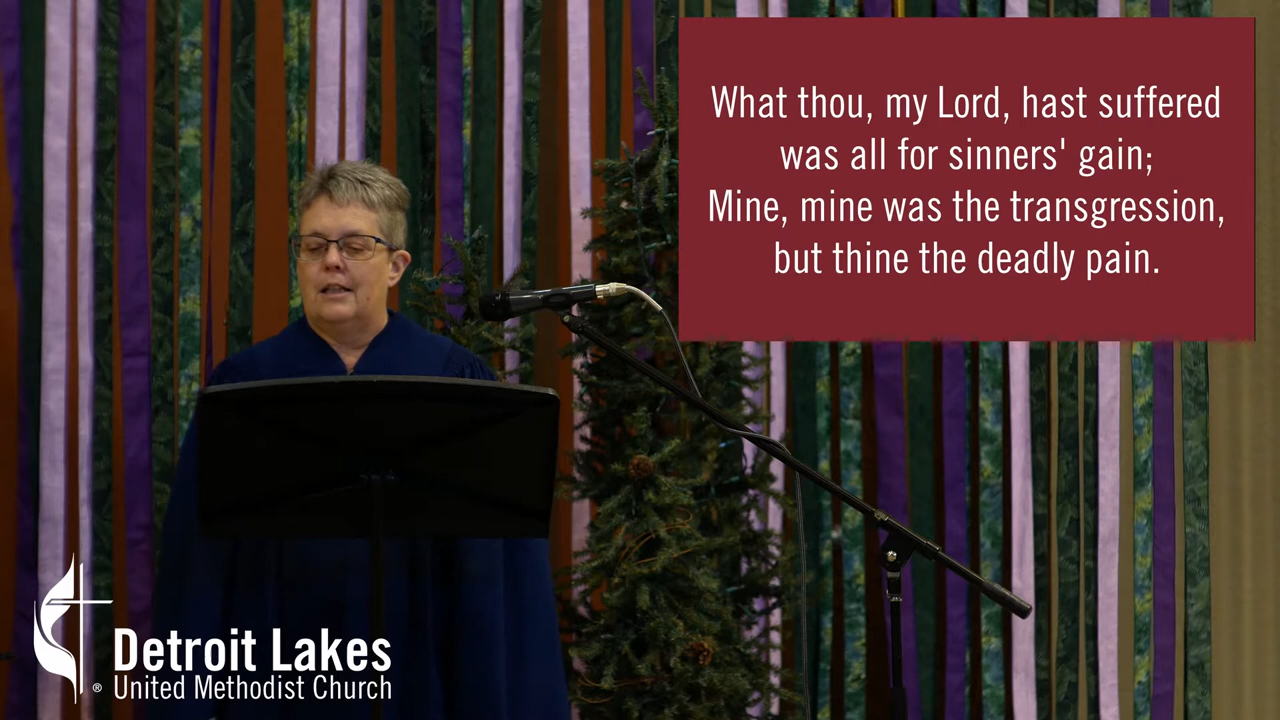 What thou, my Lord, hast suffered
was all for sinners' gain;
Mine, mine was the transgression,
but thine the deadly pain.
Detroit Lakes
® United Methodist Church